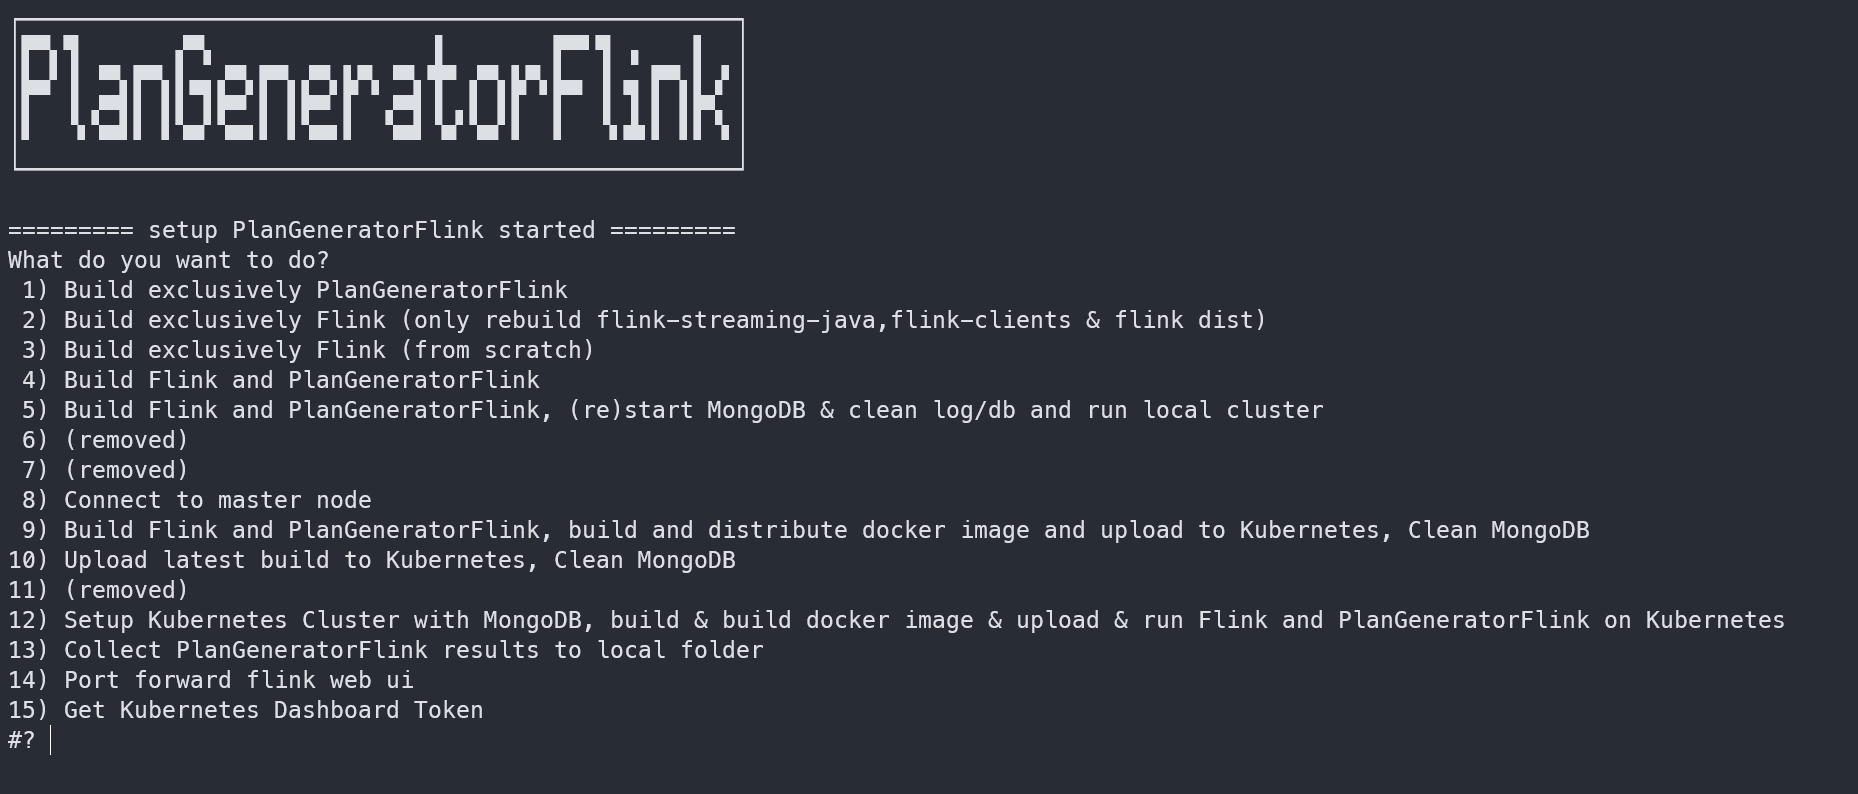 PlanGeneratorFlink
========= setup PlanGeneratorFlink started =========
What do you want to do?
1) Build exclusively PlanGeneratorFlink
2) Build exclusively Flink (only rebuild flink-streaming-java,flink-clients & flink dist)
3) Build exclusively Flink (from scratch)
4) Build Flink and PlanGeneratorFlink
5) Build Flink and PlanGeneratorFlink, (re)start MongoDB & clean log/db and run local cluster
6) (removed)
7) (removed)
8) Connect to master node
9) Build Flink and PlanGeneratorFlink, build and distribute docker image and upload to Kubernetes, Clean MongoDB
10) Upload latest build to Kubernetes, Clean MongoDB
11) (removed)
12) Setup Kubernetes Cluster with MongoDB, build & build docker image & upload & run Flink and PlanGeneratorFlink on Kubernetes
13) Collect PlanGeneratorFlink results to local folder
14) Port forward flink web ui
15) Get Kubernetes Dashboard Token
#?